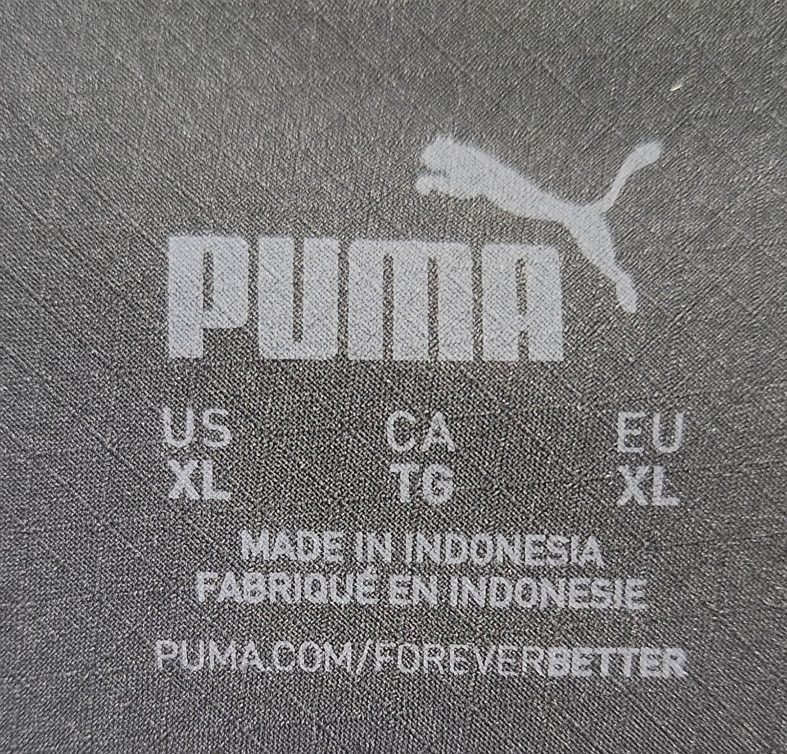 PUMA
US CA EU
XL TG XL
MADE IN INDONESIA
FABRIQUÉ EN INDONESIE
PUMA.COM/FOREVERBETTER